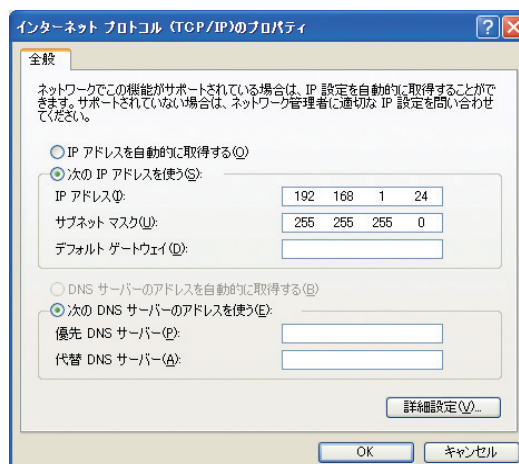 インターネット プロトコル (TCP/IP)のプロパティ
全般
ネットワークでこの機能がサポートされている場合は、IP 設定を自動的に取得することがで
きます。サポートされていない場合は、ネットワーク管理者に適切な IP 設定を問い合わせ
てください。
IP アドレスを自動的に取得する(O)
次の IP アドレスを使う(S):
IP アドレス(I): 192 168 1 24
サブネット マスク(U): 255 255 255 0
デフォルト ゲートウェイ(D):
DNS サーバーのアドレスを自動的に取得する(B)
次の DNS サーバーのアドレスを使う(E):
優先 DNS サーバー(P):
代替 DNS サーバー(A):
詳細設定(V)...
OK キャンセル